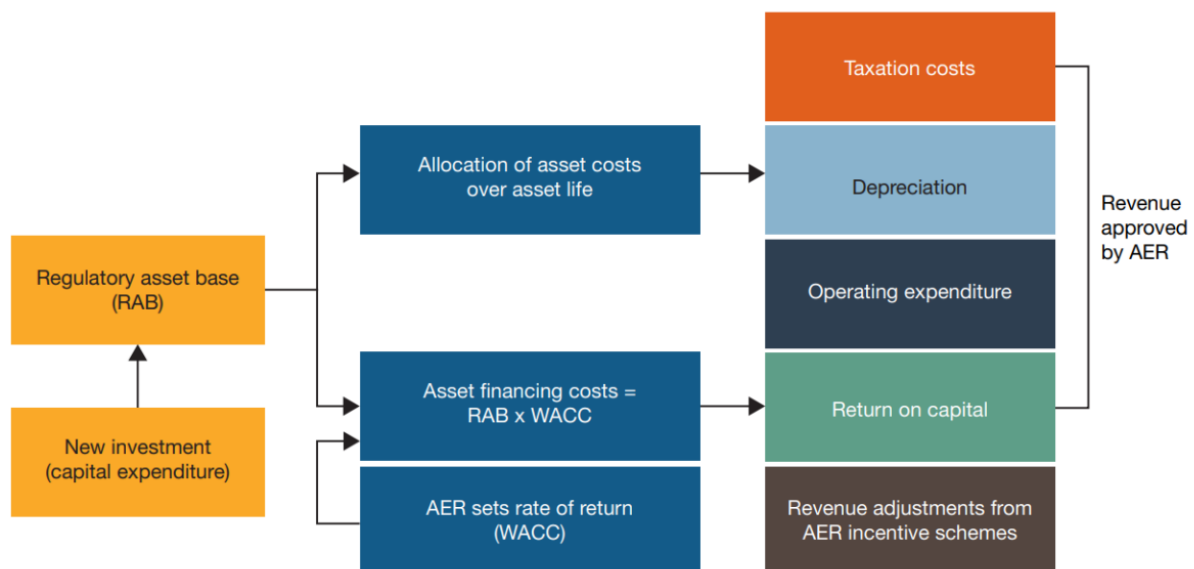 Taxation costs
Allocation of asset costs
over asset life
Depreciation
Revenue
approved
by AER
Regulatory asset base
(RAB)
Operating expenditure
Asset financing costs =
RAB x WACC
Return on capital
New investment
(capital expenditure)
AER sets rate of return
(WACC)
Revenue adjustments from
AER incentive schemes